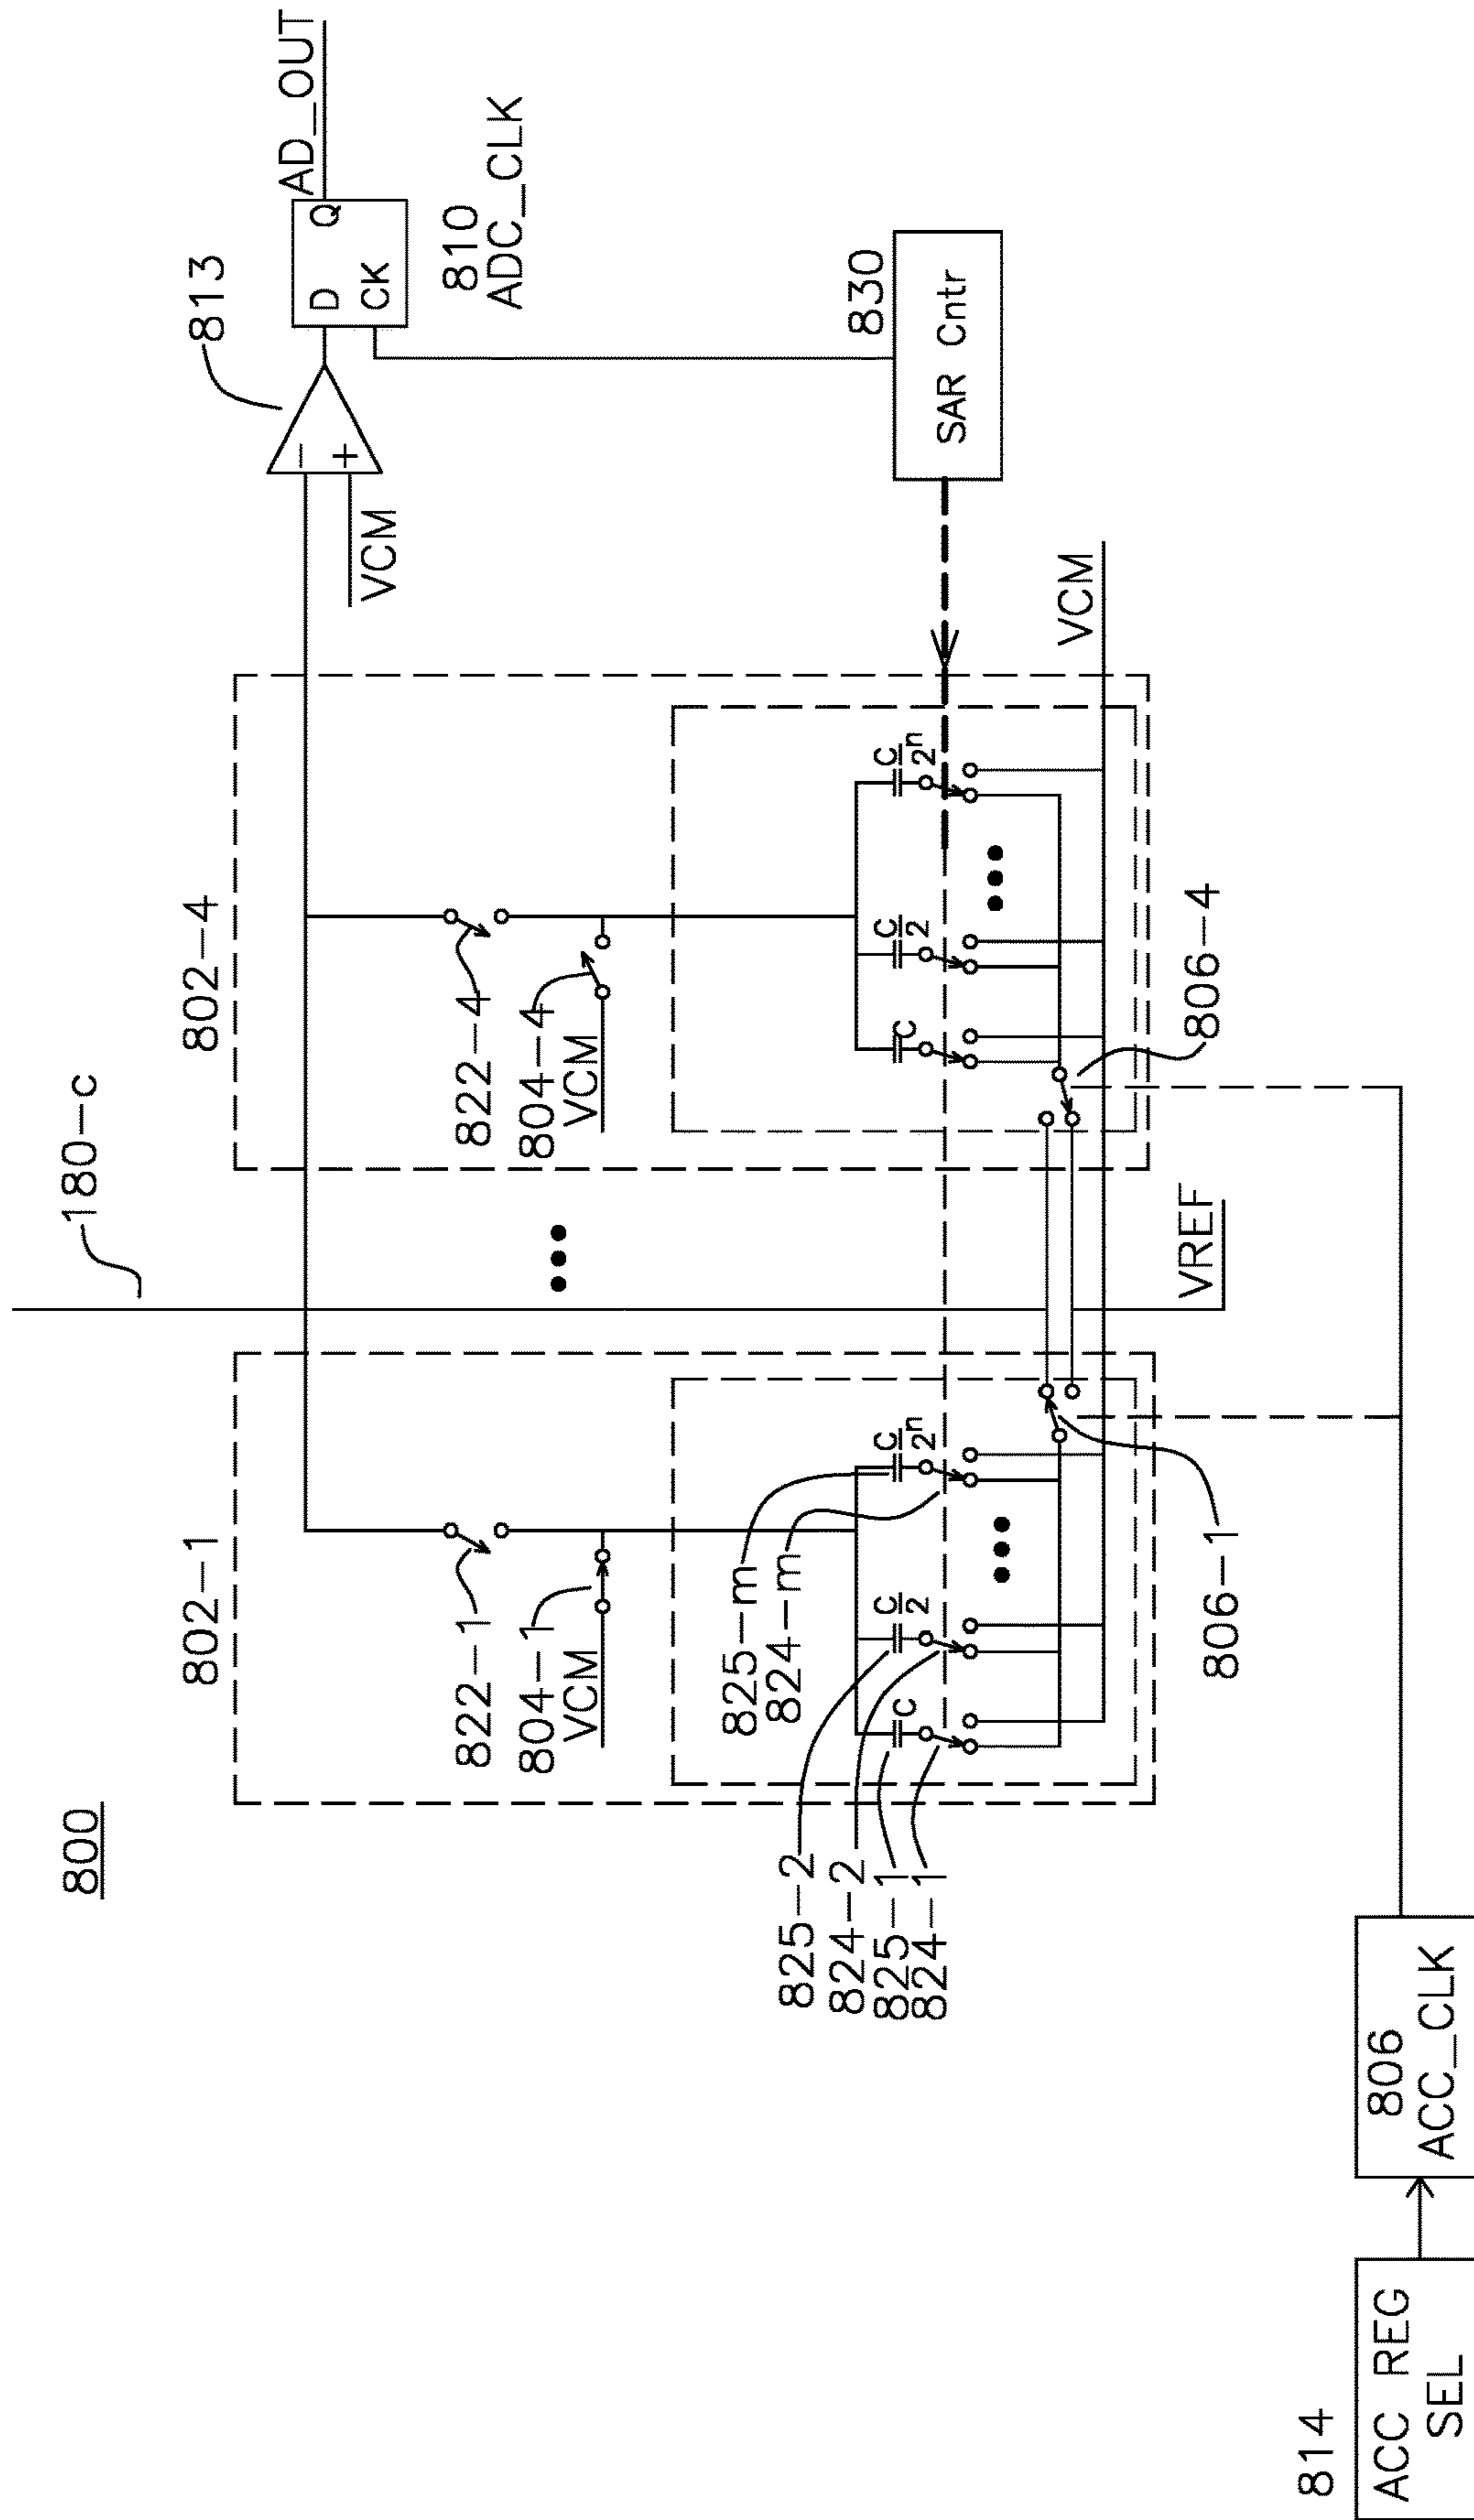 800
180-c
802-1
802-4
813
AD_OUT
D
Q
CK
810
ADC_CLK
-
+
VCM
822-1
804-1
VCM
822-4
804-4
VCM
830
SAR Cntr
825-m
824-m
825-2
824-2
825-1
824-1
C
C
2
C
2n
C
C
2
C
2n
VCM
806-1
806-4
VREF
814
ACC REG
SEL
806
ACC_CLK